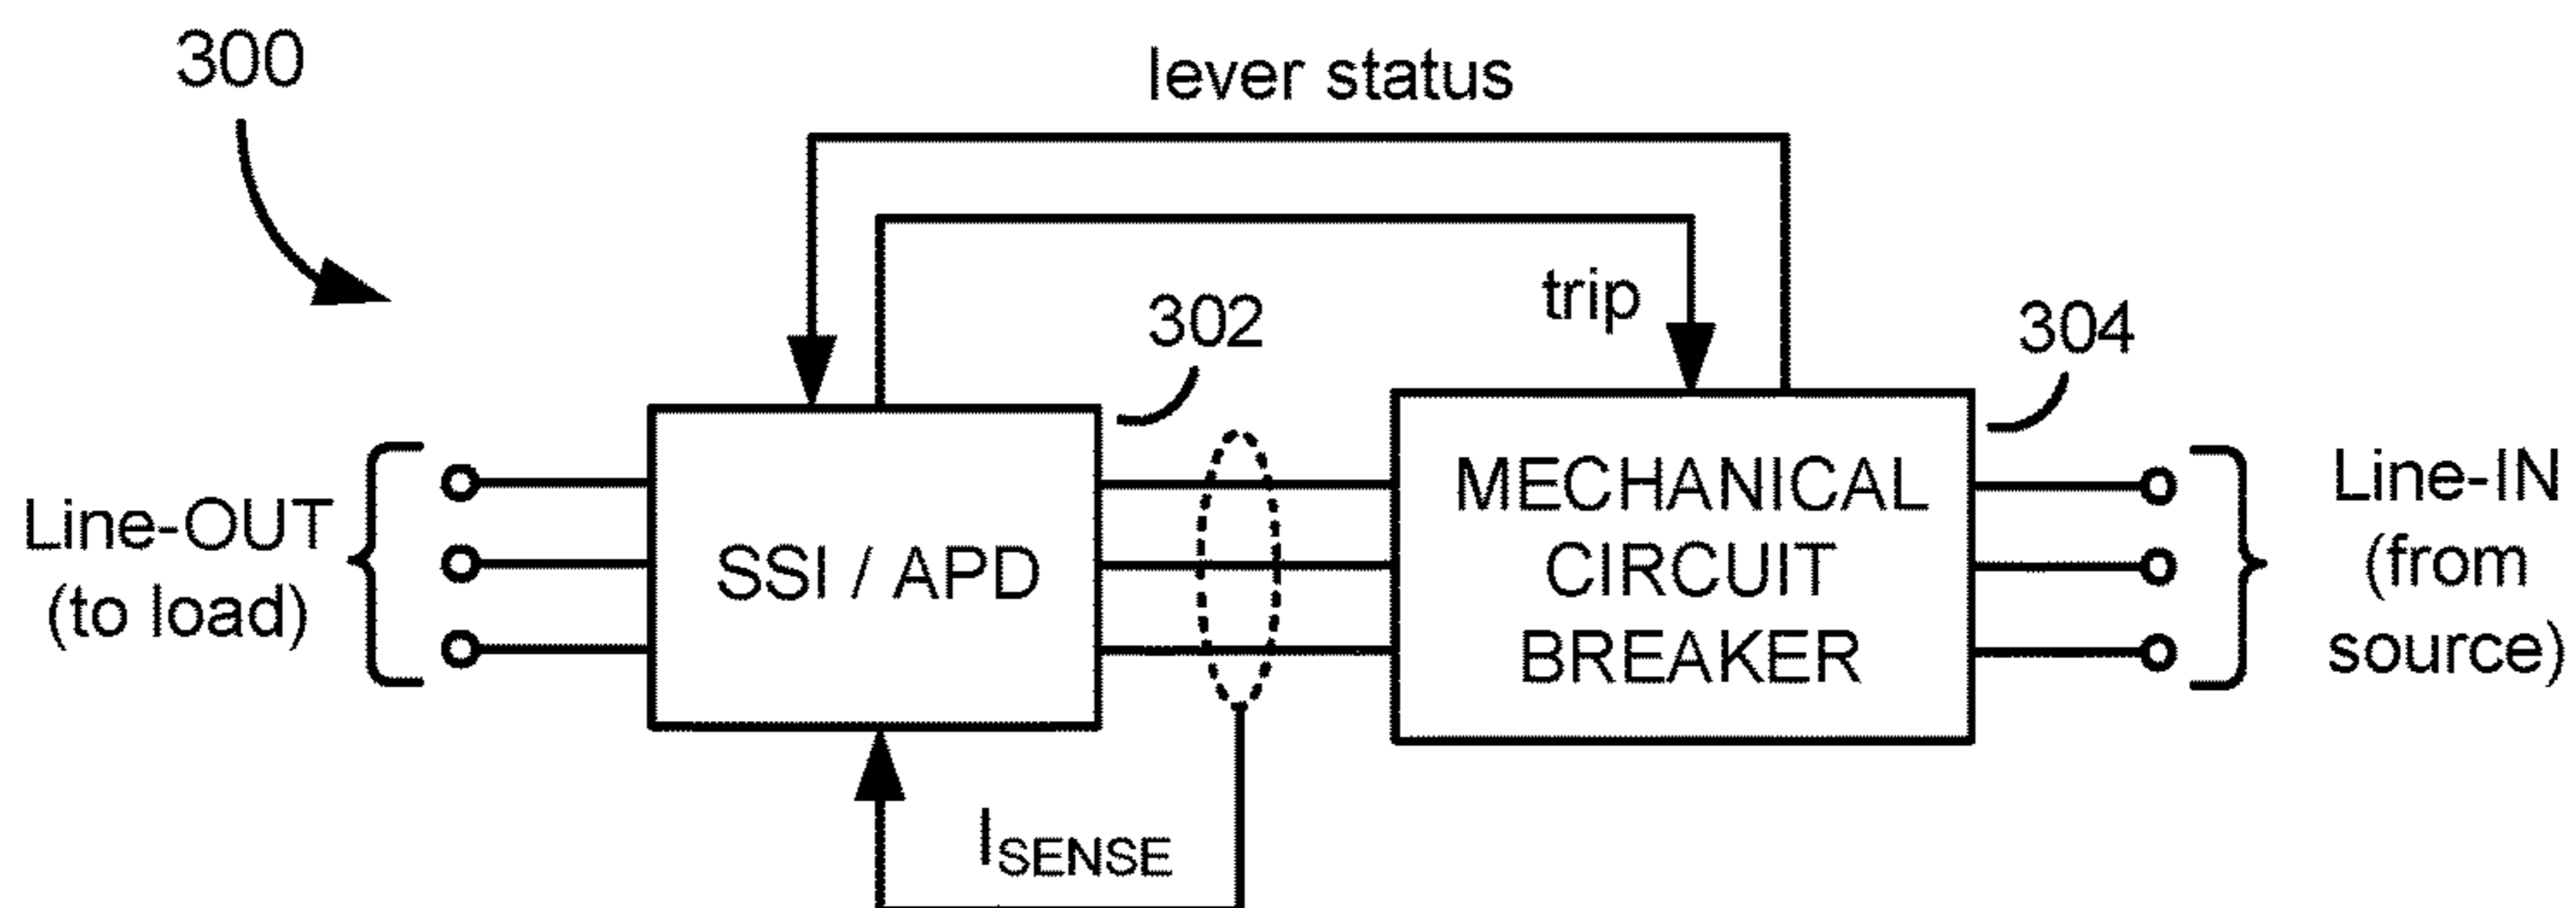 300
lever status
trip
302
304
Line-OUT
(to load)
SSI / APD
MECHANICAL
CIRCUIT
BREAKER
Line-IN
(from
source)
ISENSE